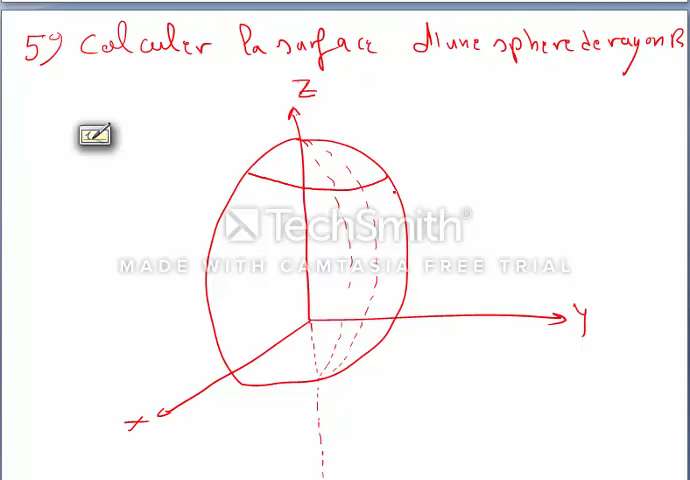 59 Calculer la surface d'une sphere de rayon R
Z
TechSmith®
MADE WITH CAMTASIA FREE TRIAL
Y
X